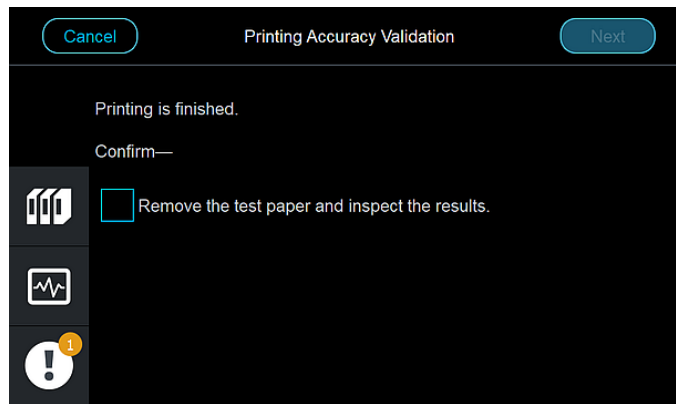 Cancel
Printing Accuracy Validation
Next
Printing is finished.
Confirm—
Remove the test paper and inspect the results.
1